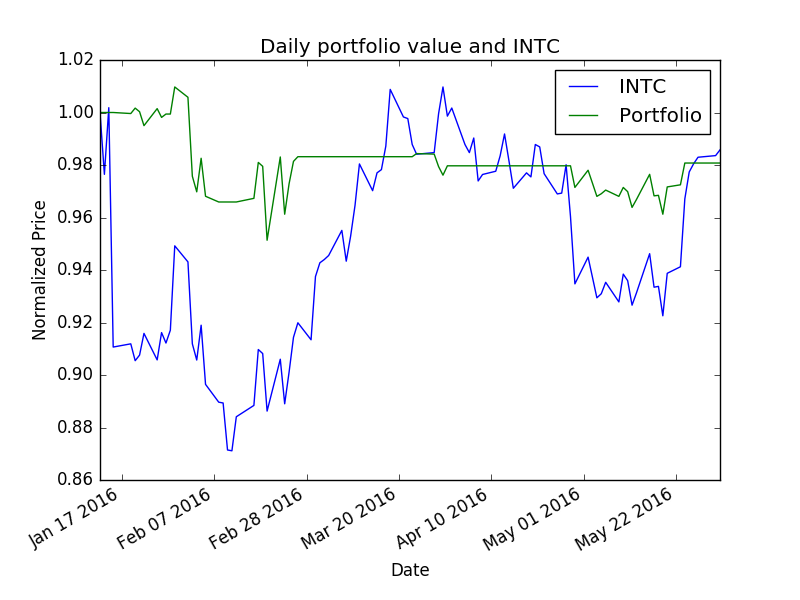 Daily portfolio value and INTC
1.02
1.00
0.98
0.96
0.94
0.92
0.90
0.88
0.86
Normalized Price
INTC
Portfolio
Jan 17 2016
Feb 07 2016
Feb 28 2016
Mar 20 2016
Apr 10 2016
May 01 2016
May 22 2016
Date